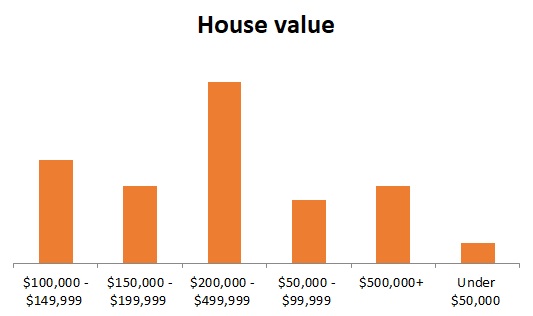 House value
$100,000 - $150,000 - $200,000 - $50,000 - $500,000+ Under
$149,999 $199,999 $499,999 $99,999 $50,000